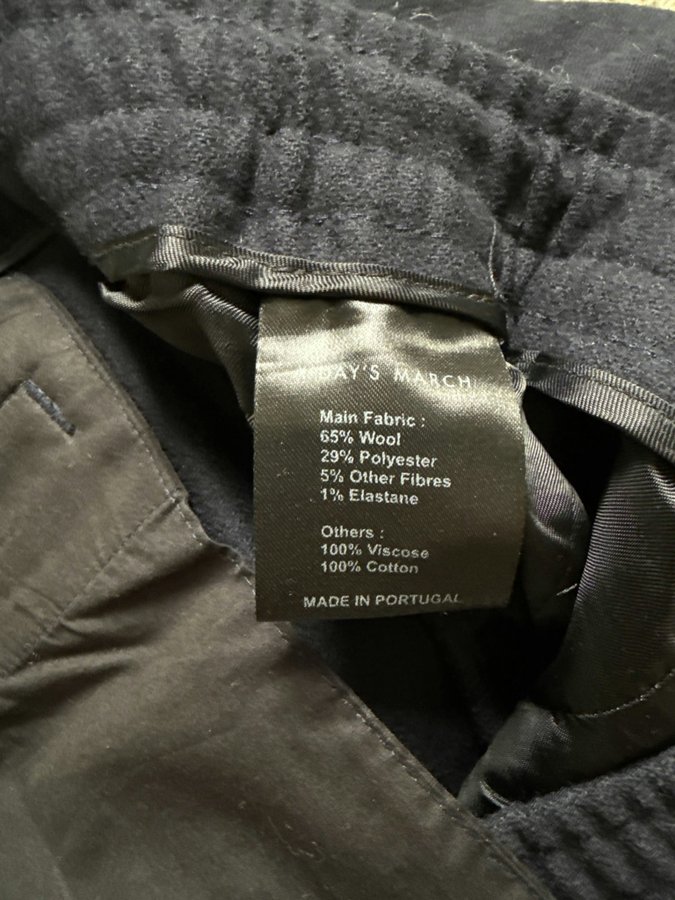 DAY'S MARCH
Main Fabric :
65% Wool
29% Polyester
5% Other Fibres
1% Elastane
Others :
100% Viscose
100% Cotton
MADE IN PORTUGAL